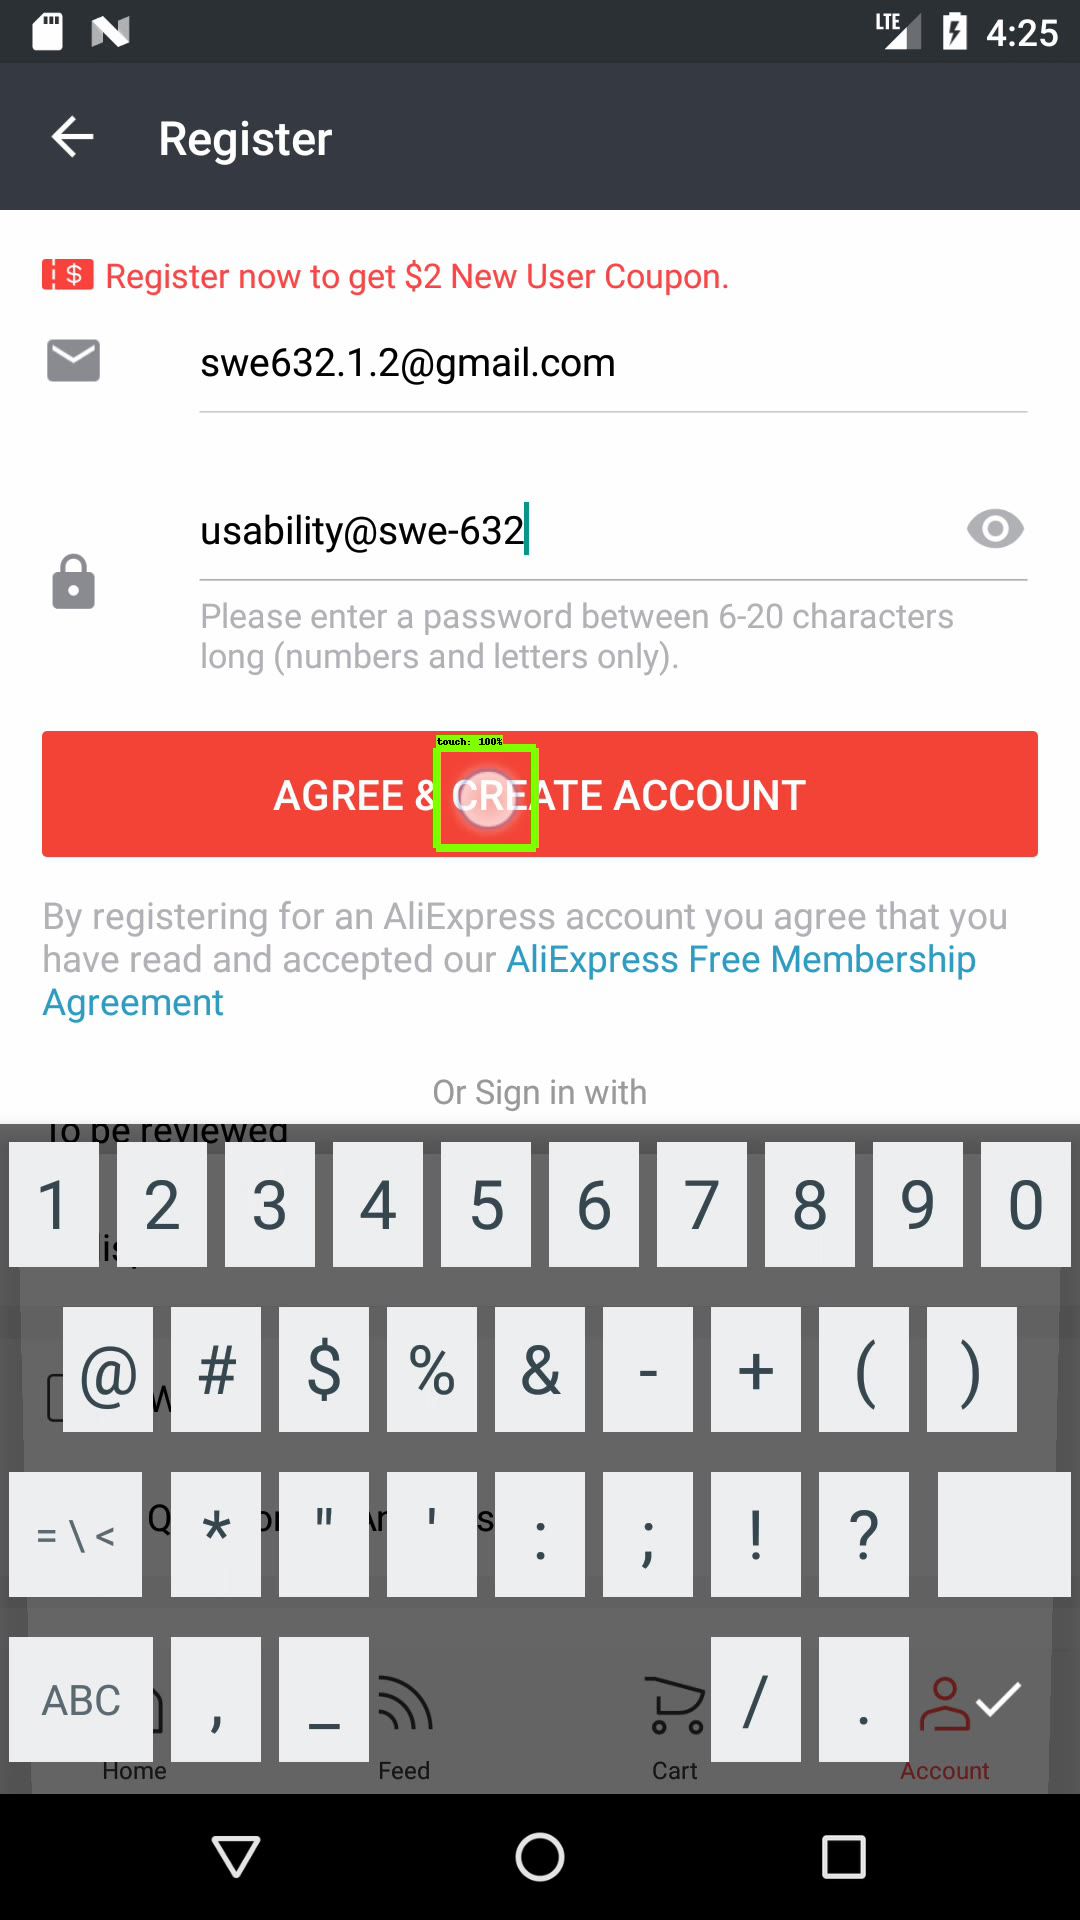 LTE 4:25
Register
$ Register now to get $2 New User Coupon.
swe632.1.2@gmail.com
usability@swe-632
Please enter a password between 6-20 characters
long (numbers and letters only).
touch: 100%
AGREE & CREATE ACCOUNT
By registering for an AliExpress account you agree that you
have read and accepted our AliExpress Free Membership
Agreement
Or Sign in with
To be reviewed
1 2 3 4 5 6 7 8 9 0
@ # $ % & - + ( )
= \ < * " ' : ; ! ?
ABC , _ / .
Home Feed Cart Account